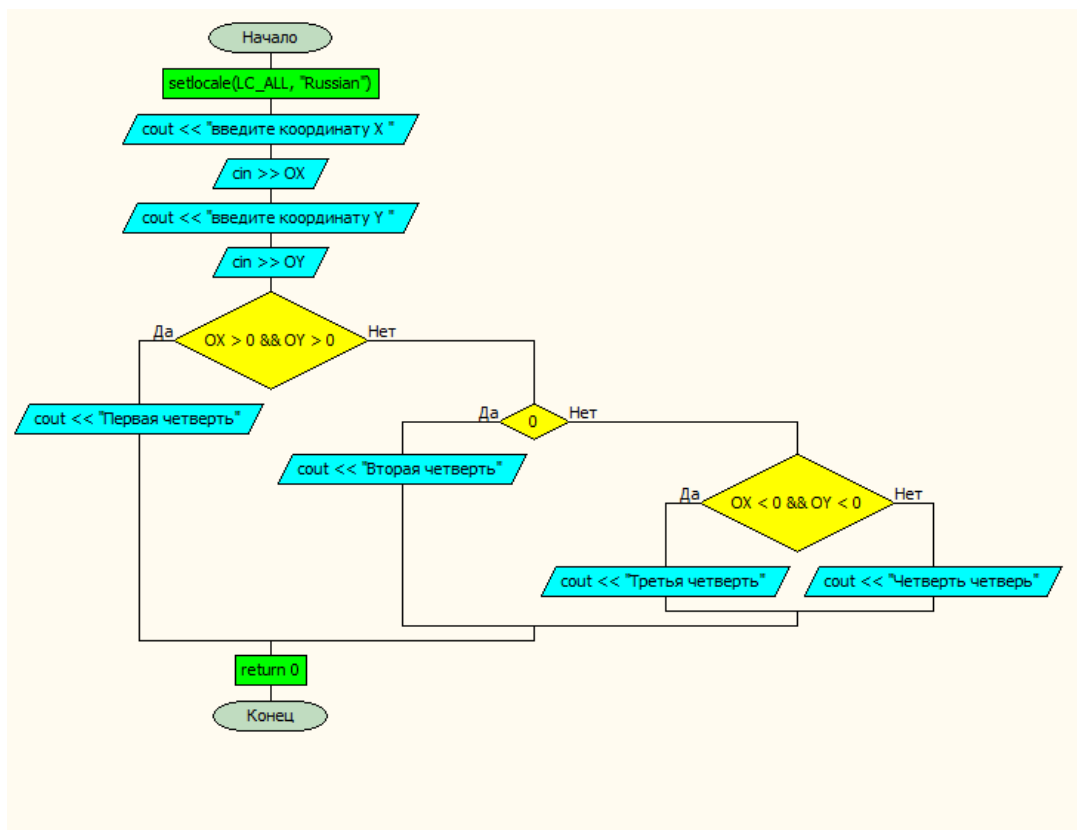 Начало
setlocale(LC_ALL, "Russian")
cout << "введите координату X "
cin >> OX
cout << "введите координату Y "
cin >> OY
Да
OX > 0 && OY > 0
Нет
cout << "Первая четверть"
Да
0
Нет
cout << "Вторая четверть"
Да
OX < 0 && OY < 0
Нет
cout << "Третья четверть"
cout << "Четверть четверь"
return 0
Конец